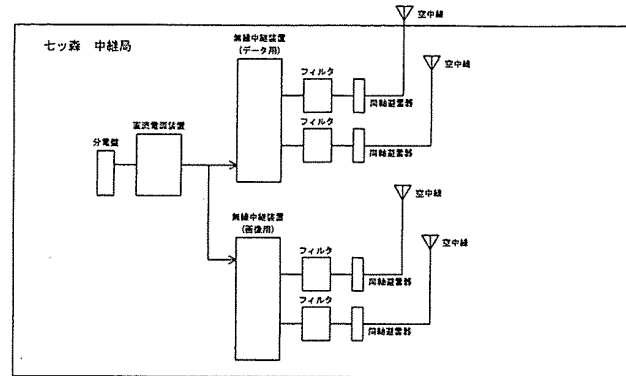 空中線
七ッ森 中継局
無線中継装置
(データ用)
フィルタ
空中線
同軸避雷器
フィルタ
直流電源装置
分電盤
同軸避雷器
空中線
無線中継装置
(画像用)
フィルタ
空中線
同軸避雷器
フィルタ
同軸避雷器